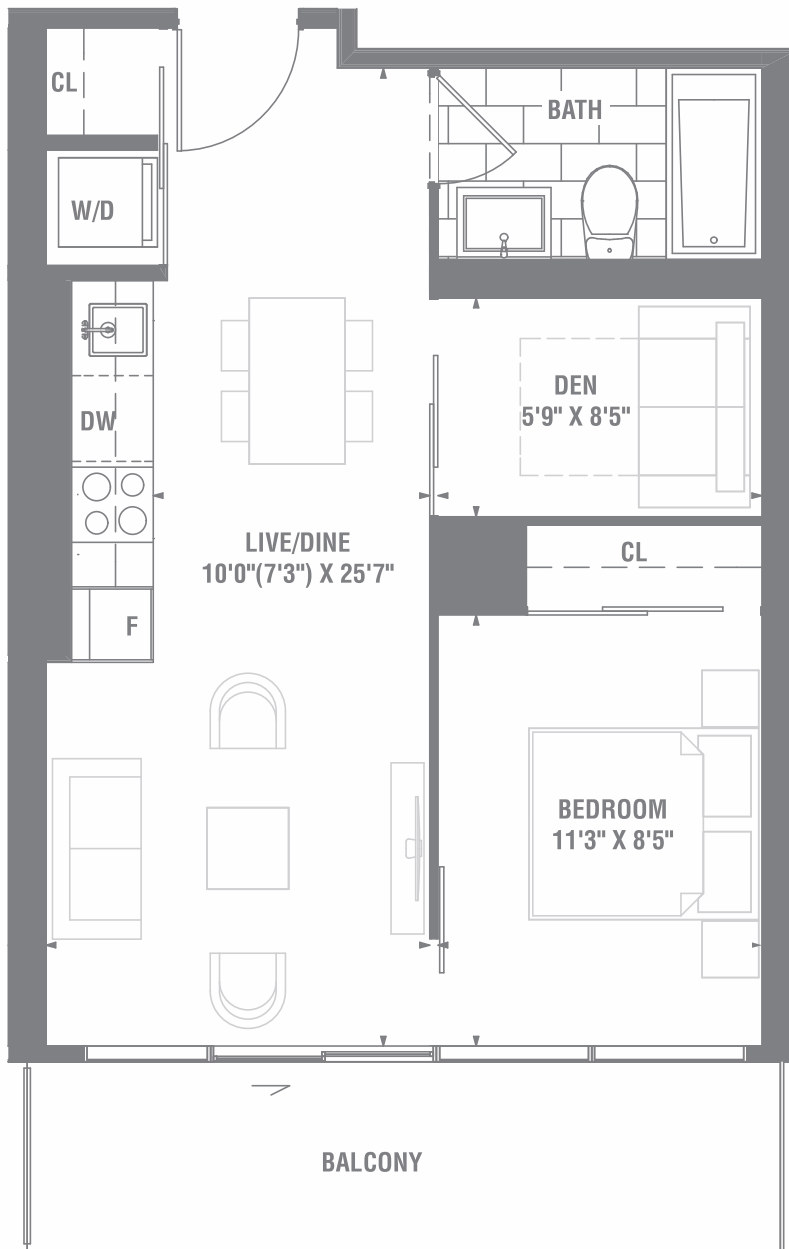 CL
BATH
W/D
DEN
5'9" X 8'5"
DW
LIVE/DINE
10'0"(7'3") X 25'7"
CL
F
BEDROOM
11'3" X 8'5"
BALCONY